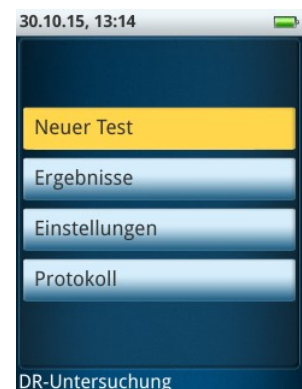 30.10.15, 13:14
Neuer Test
Ergebnisse
Einstellungen
Protokoll
DR-Untersuchung